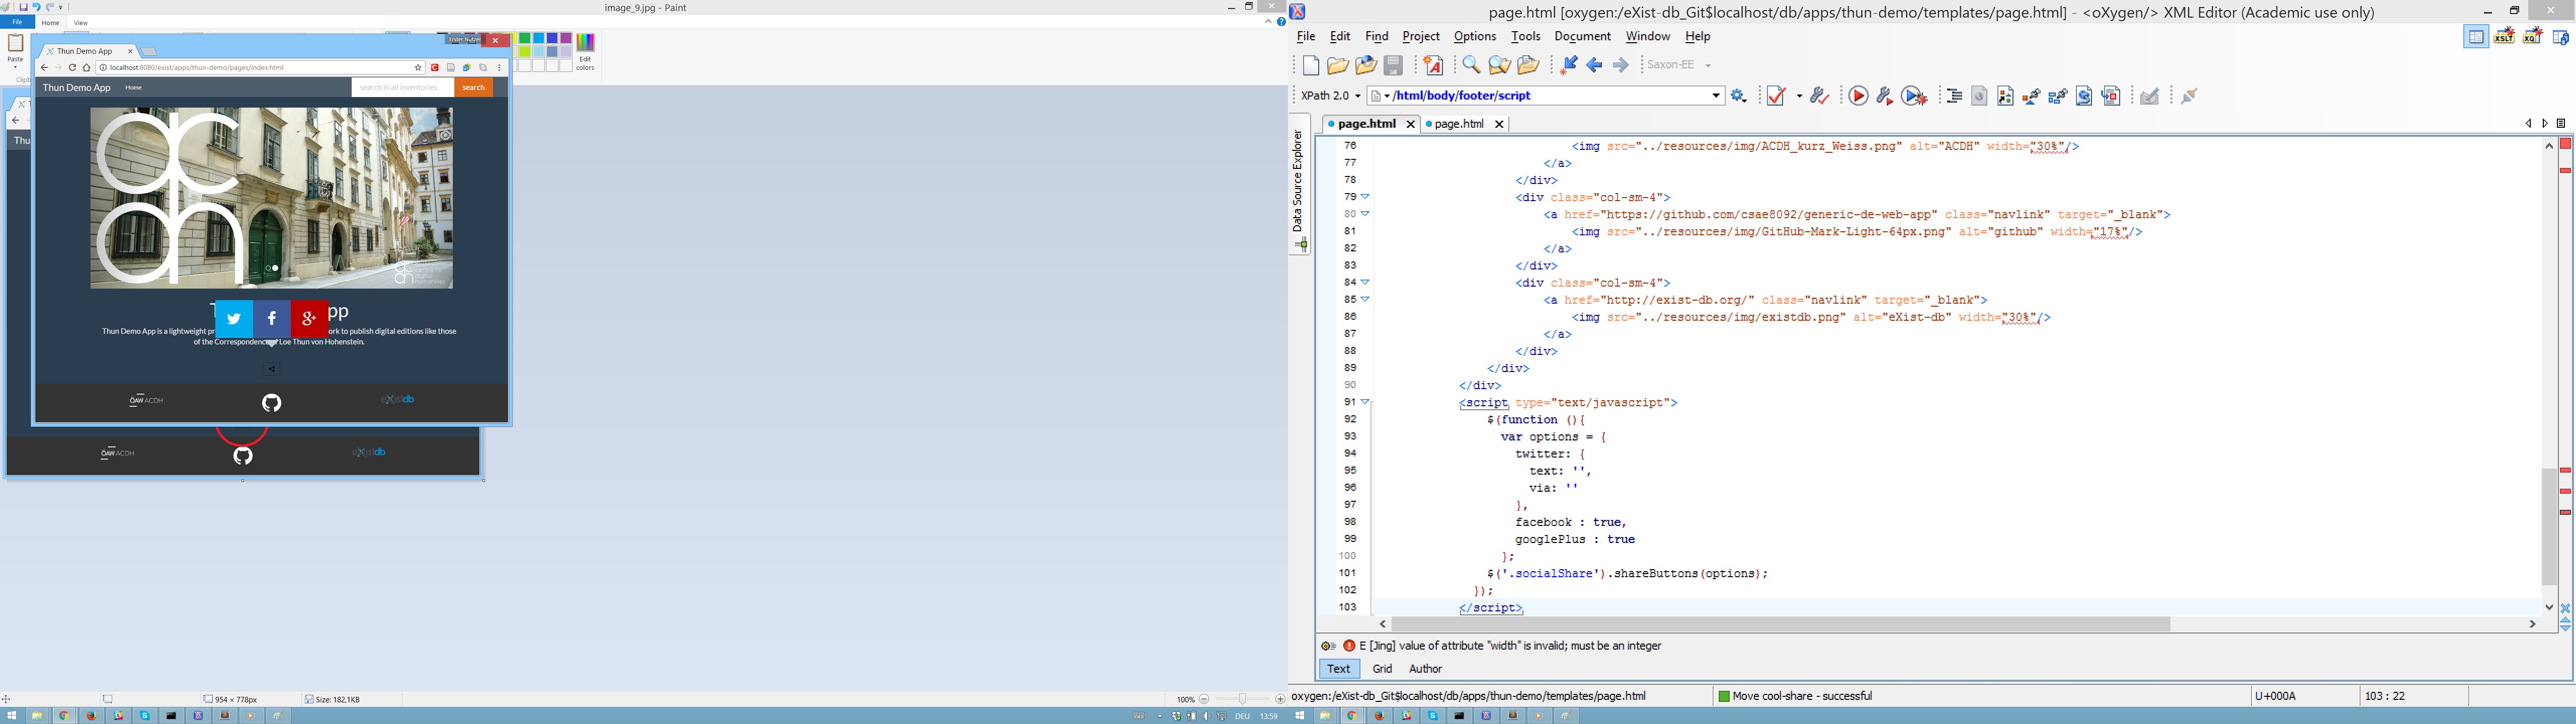 image_9.jpg - Paint
File Home View
Paste
Edit
colors
Thun Demo App
localhost:8080/exist/apps/thun-demo/pages/index.html
Thun Demo App Home search in all inventories search
Thun Demo App is a lightweight
to publish digital editions like those
of the Correspondence
Loe Thun von Hohenstein.
ÖAW ACDH
eXistdb
ÖAW ACDH
eXistdb
954 × 778px Size: 182,1KB 100%
DEU 13:59
page.html [oxygen:/eXist-db_Git$localhost/db/apps/thun-demo/templates/page.html] - <oXygen/> XML Editor (Academic use only)
File Edit Find Project Options Tools Document Window Help
Saxon-EE
XPath 2.0 /html/body/footer/script
page.html page.html
Data Source Explorer
76 <img src="../resources/img/ACDH_kurz_Weiss.png" alt="ACDH" width="30%"/>
77 </a>
78 </div>
79 <div class="col-sm-4">
80 <a href="https://github.com/csae8092/generic-de-web-app" class="navlink" target="_blank">
81 <img src="../resources/img/GitHub-Mark-Light-64px.png" alt="github" width="17%"/>
82 </a>
83 </div>
84 <div class="col-sm-4">
85 <a href="http://exist-db.org/" class="navlink" target="_blank">
86 <img src="../resources/img/existdb.png" alt="eXist-db" width="30%"/>
87 </a>
88 </div>
89 </div>
90 </div>
91 <script type="text/javascript">
92 $(function (){
93 var options = {
94 twitter: {
95 text: '',
96 via: ''
97 },
98 facebook : true,
99 googlePlus : true
100 };
101 $('.socialShare').shareButtons(options);
102 });
103 </script>
E [Jing] value of attribute "width" is invalid; must be an integer
Text Grid Author
oxygen:/eXist-db_Git$localhost/db/apps/thun-demo/templates/page.html Move cool-share - successful U+000A 103 : 22